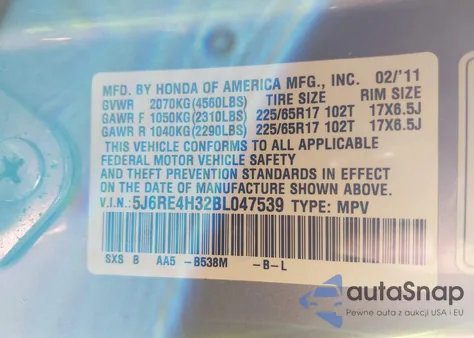 MFD. BY HONDA OF AMERICA MFG., INC. 02/'11
GVWR 2070KG(4560LBS) TIRE SIZE RIM SIZE
GAWR F 1050KG(2310LBS) 225/65R17 102T 17X6.5J
GAWR R 1040KG(2290LBS) 225/65R17 102T 17X6.5J
THIS VEHICLE CONFORMS TO ALL APPLICABLE
FEDERAL MOTOR VEHICLE SAFETY
AND THEFT PREVENTION STANDARDS IN EFFECT
ON THE DATE OF MANUFACTURE SHOWN ABOVE.
V.I.N: 5J6RE4H32BL047539 TYPE: MPV
SXS B AA5 -B538M -B-L
autaSnap
Pewne auta z aukcji USA i EU